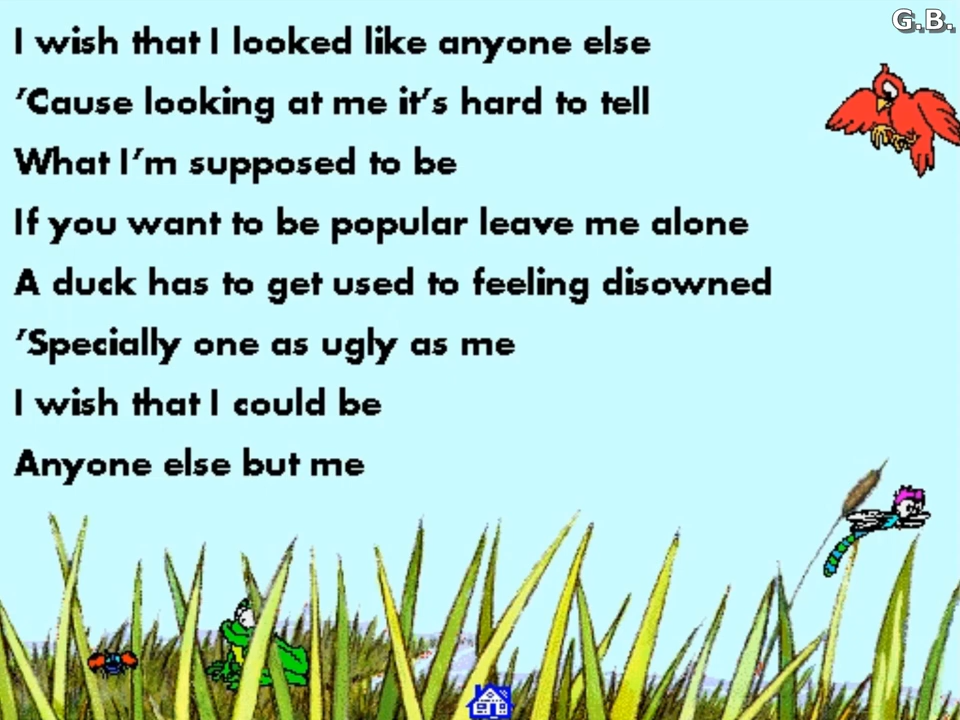 G.B.
I wish that I looked like anyone else
’Cause looking at me it’s hard to tell
What I’m supposed to be
If you want to be popular leave me alone
A duck has to get used to feeling disowned
’Specially one as ugly as me
I wish that I could be
Anyone else but me